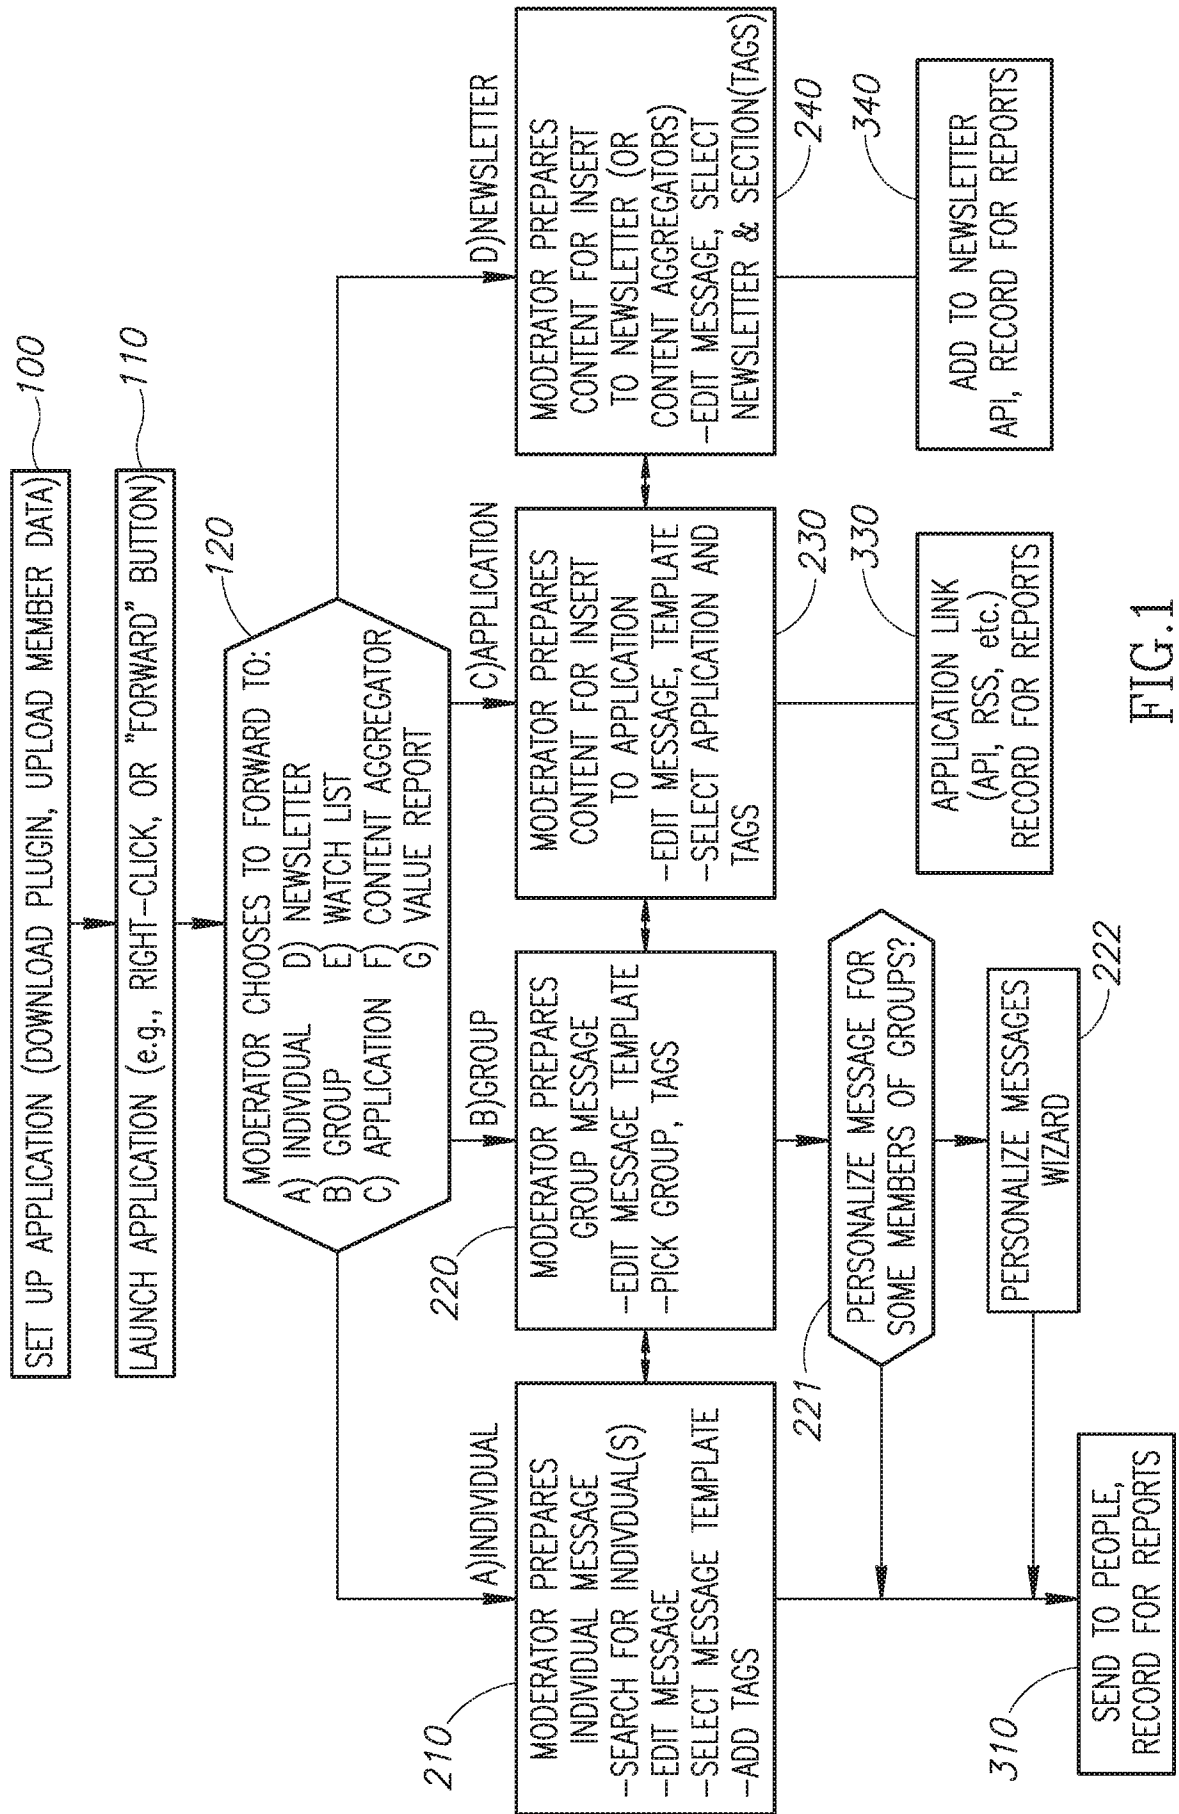 SET UP APPLICATION (DOWNLOAD PLUGIN, UPLOAD MEMBER DATA)
100
LAUNCH APPLICATION (e.g., RIGHT-CLICK, OR "FORWARD" BUTTON)
110
MODERATOR CHOOSES TO FORWARD TO:
A) INDIVIDUAL D) NEWSLETTER
B) GROUP E) WATCH LIST
C) APPLICATION F) CONTENT AGGREGATOR
G) VALUE REPORT
120
A)INDIVIDUAL
B)GROUP
C)APPLICATION
D)NEWSLETTER
210
MODERATOR PREPARES
INDIVIDUAL MESSAGE
-SEARCH FOR INDIVDUAL(S)
-EDIT MESSAGE
-SELECT MESSAGE TEMPLATE
-ADD TAGS
220
MODERATOR PREPARES
GROUP MESSAGE
-EDIT MESSAGE TEMPLATE
-PICK GROUP, TAGS
MODERATOR PREPARES
CONTENT FOR INSERT
TO APPLICATION
-EDIT MESSAGE, TEMPLATE
-SELECT APPLICATION AND
TAGS
230
MODERATOR PREPARES
CONTENT FOR INSERT
TO NEWSLETTER (OR
CONTENT AGGREGATORS)
-EDIT MESSAGE, SELECT
NEWSLETTER & SECTION(TAGS)
240
221
PERSONALIZE MESSAGE FOR
SOME MEMBERS OF GROUPS?
PERSONALIZE MESSAGES
WIZARD
222
310
SEND TO PEOPLE,
RECORD FOR REPORTS
330
APPLICATION LINK
(API, RSS, etc.)
RECORD FOR REPORTS
340
ADD TO NEWSLETTER
API, RECORD FOR REPORTS
FIG.1